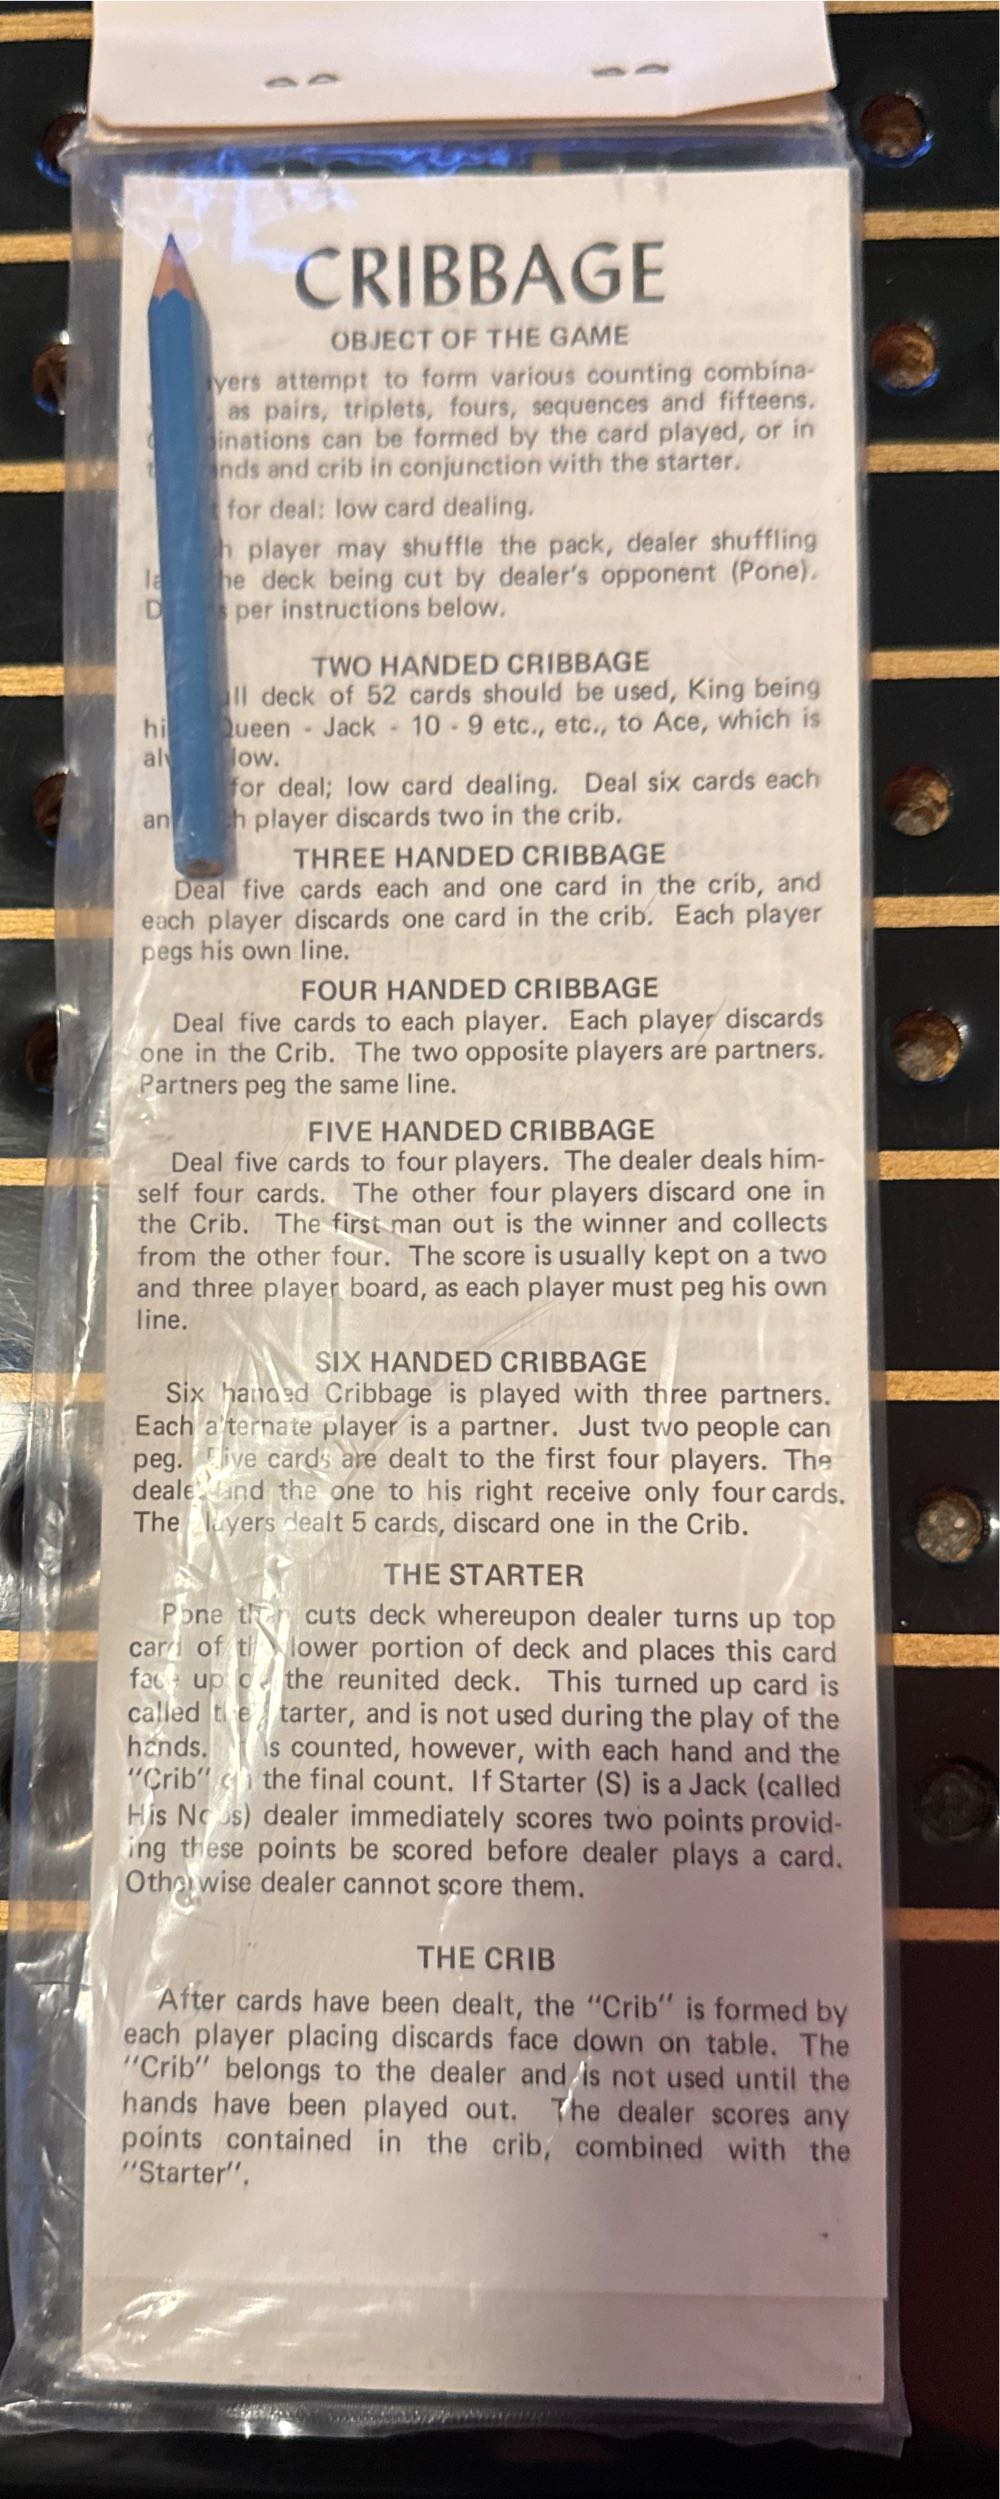 CRIBBAGE
OBJECT OF THE GAME
attempt to form various counting combina-
as pairs, triplets, fours, sequences and fifteens.
can be formed by the card played, or in
and crib in conjunction with the starter.
for deal: low card dealing.
player may shuffle the pack, dealer shuffling
deck being cut by dealer's opponent (Pone).
per instructions below.
TWO HANDED CRIBBAGE
deck of 52 cards should be used, King being
Queen - Jack - 10 - 9 etc., etc., to Ace, which is
low.
for deal; low card dealing. Deal six cards each
player discards two in the crib.
THREE HANDED CRIBBAGE
Deal five cards each and one card in the crib, and
each player discards one card in the crib. Each player
pegs his own line.
FOUR HANDED CRIBBAGE
Deal five cards to each player. Each player discards
one in the Crib. The two opposite players are partners.
Partners peg the same line.
FIVE HANDED CRIBBAGE
Deal five cards to four players. The dealer deals him-
self four cards. The other four players discard one in
the Crib. The first man out is the winner and collects
from the other four. The score is usually kept on a two
and three player board, as each player must peg his own
line.
SIX HANDED CRIBBAGE
Six handed Cribbage is played with three partners.
Each alternate player is a partner. Just two people can
peg. Five cards are dealt to the first four players. The
dealer and the one to his right receive only four cards.
The players dealt 5 cards, discard one in the Crib.
THE STARTER
Pone then cuts deck whereupon dealer turns up top
card of the lower portion of deck and places this card
face up on the reunited deck. This turned up card is
called the Starter, and is not used during the play of the
hands. It is counted, however, with each hand and the
"Crib" the final count. If Starter (S) is a Jack (called
His Nobs) dealer immediately scores two points provid-
ing these points be scored before dealer plays a card.
Otherwise dealer cannot score them.
THE CRIB
After cards have been dealt, the "Crib" is formed by
each player placing discards face down on table. The
"Crib" belongs to the dealer and is not used until the
hands have been played out. The dealer scores any
points contained in the crib, combined with the
"Starter".